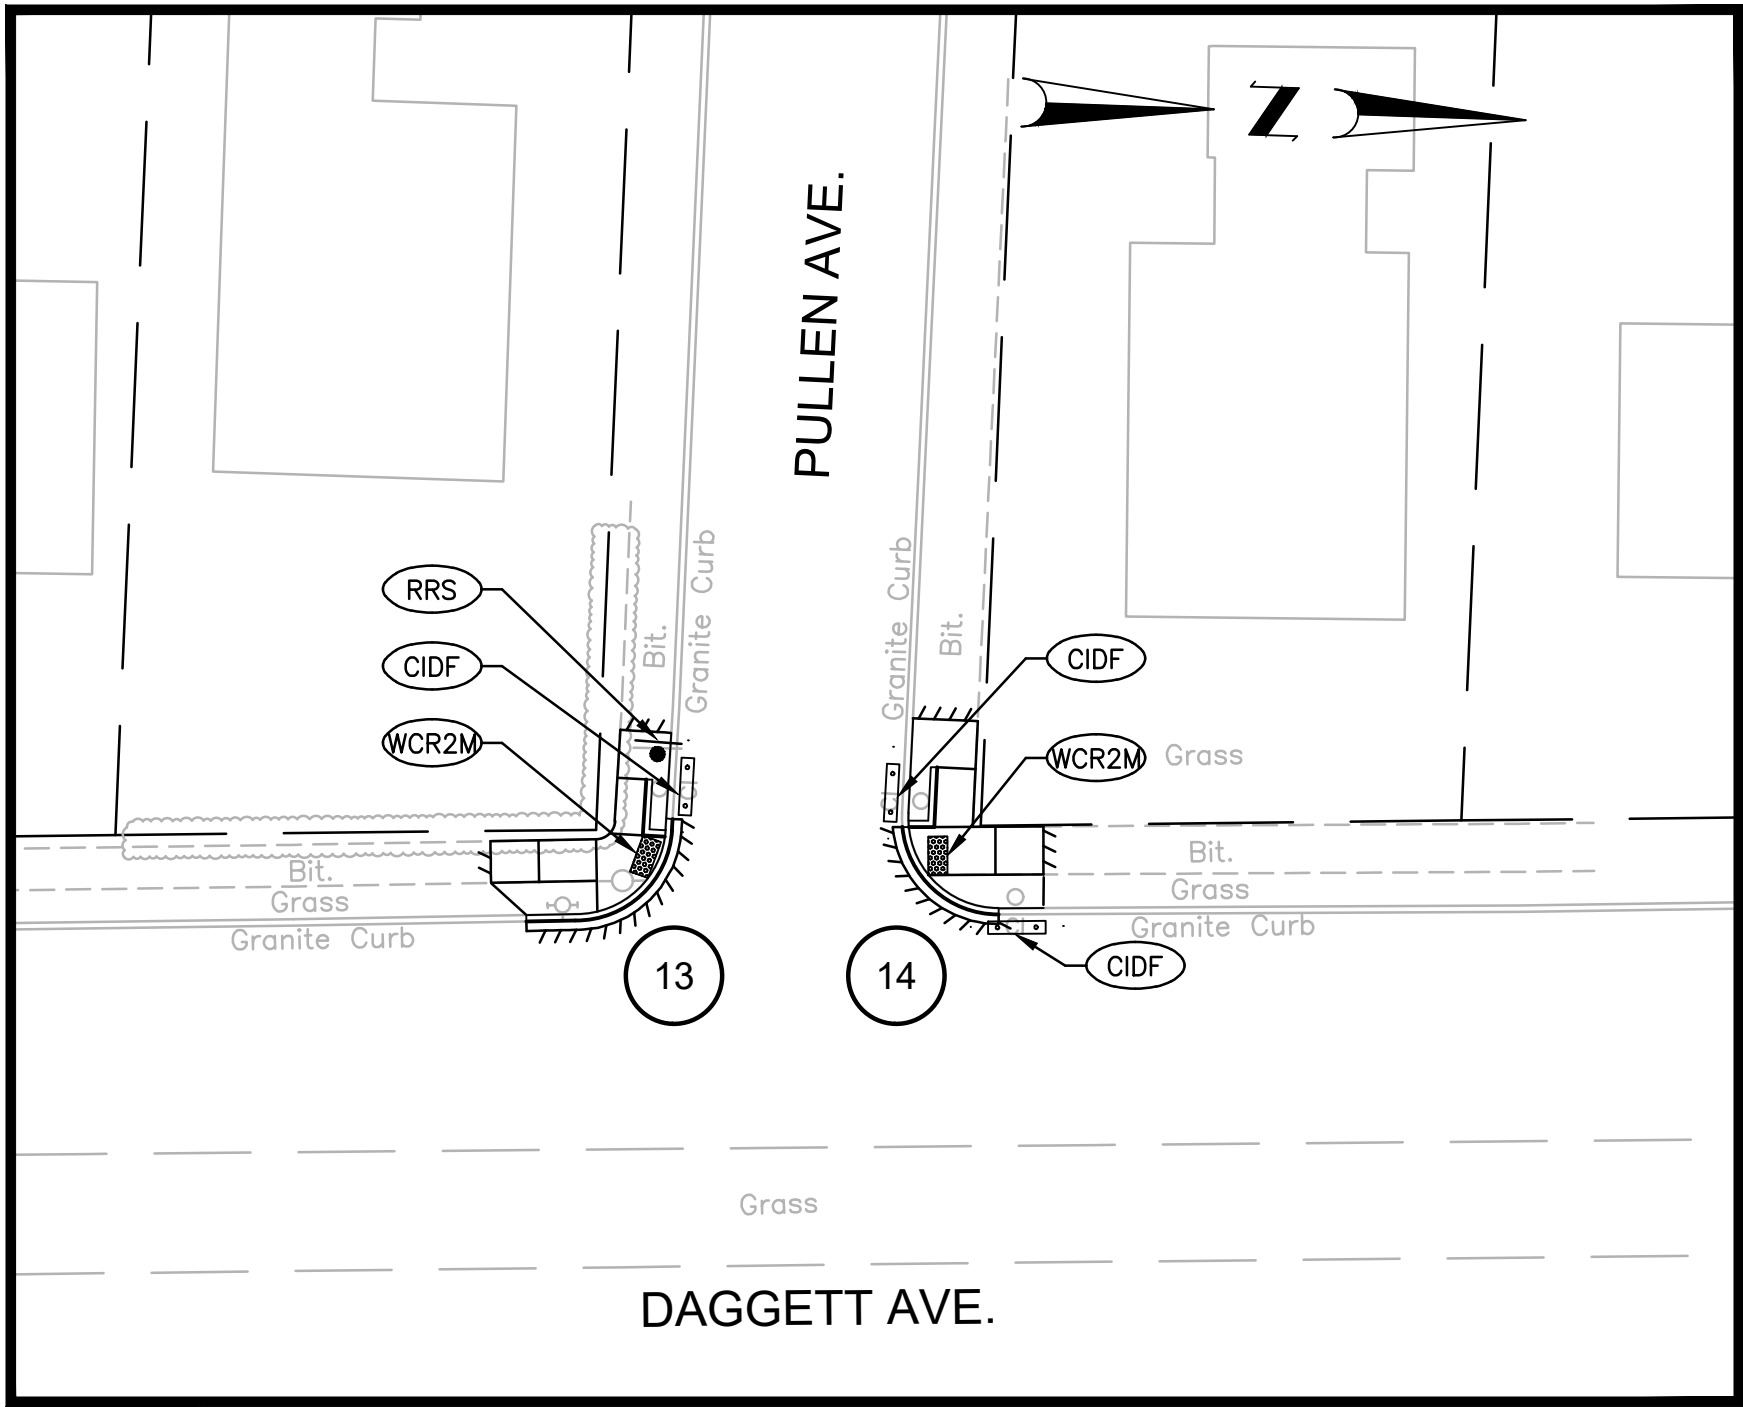 N
PULLEN AVE.
Granite Curb
Granite Curb
Bit.
Bit.
RRS
CIDF
WCR2M
CIDF
WCR2M
Grass
Bit.
Grass
Granite Curb
Bit.
Grass
Granite Curb
CIDF
13
14
Grass
DAGGETT AVE.